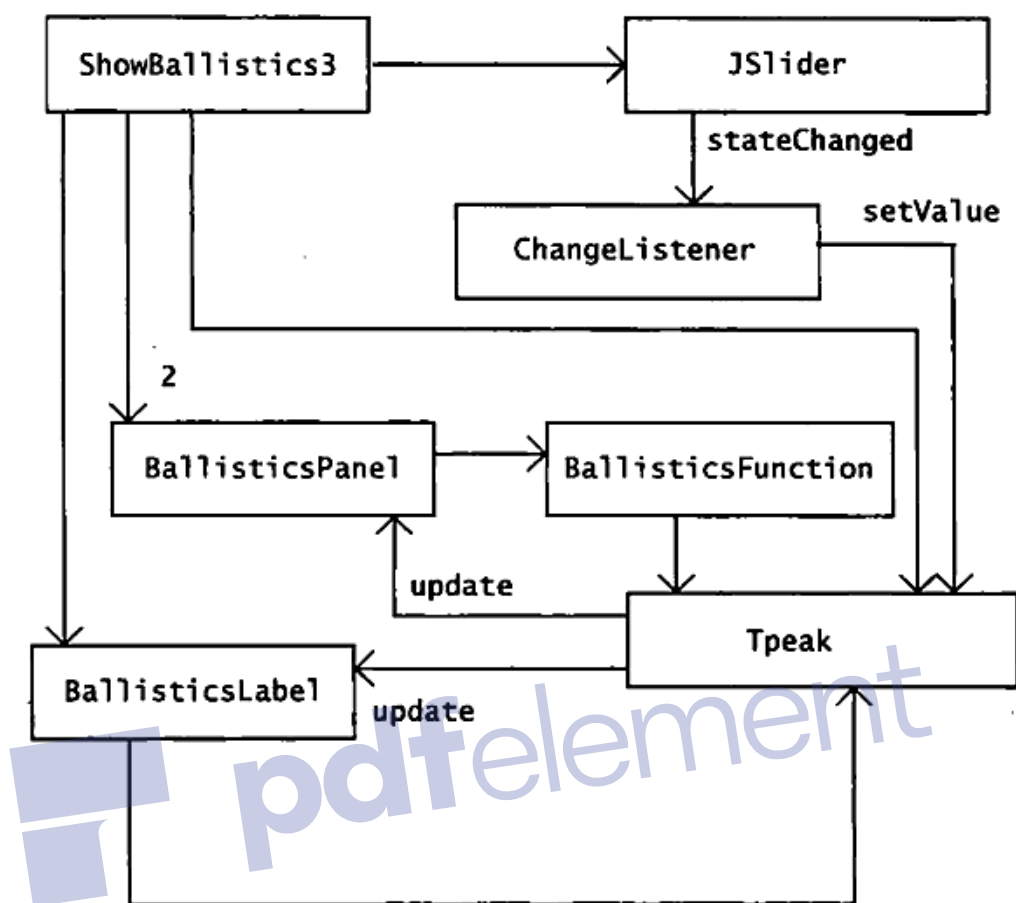 ShowBallistics3
JSlider
stateChanged
setValue
ChangeListener
2
BallisticsPanel
BallisticsFunction
update
Tpeak
BallisticsLabel
update
pdfelement